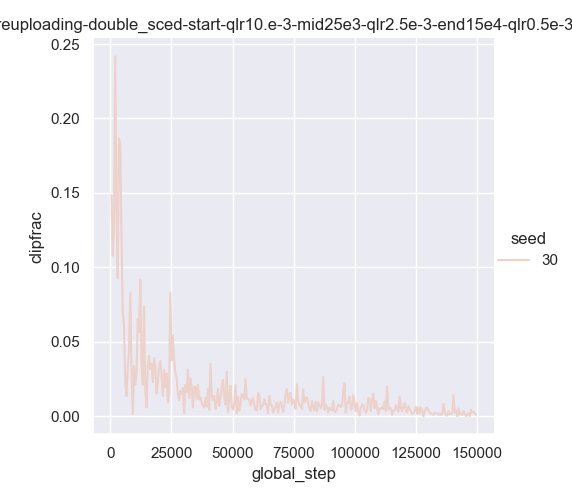 reuploading-double_sced-start-qlr10.e-3-mid25e3-qlr2.5e-3-end15e4-qlr0.5e-3
0.25
0.20
0.15
0.10
0.05
0.00
dipfrac
0 25000 50000 75000 100000 125000 150000
global_step
seed
30